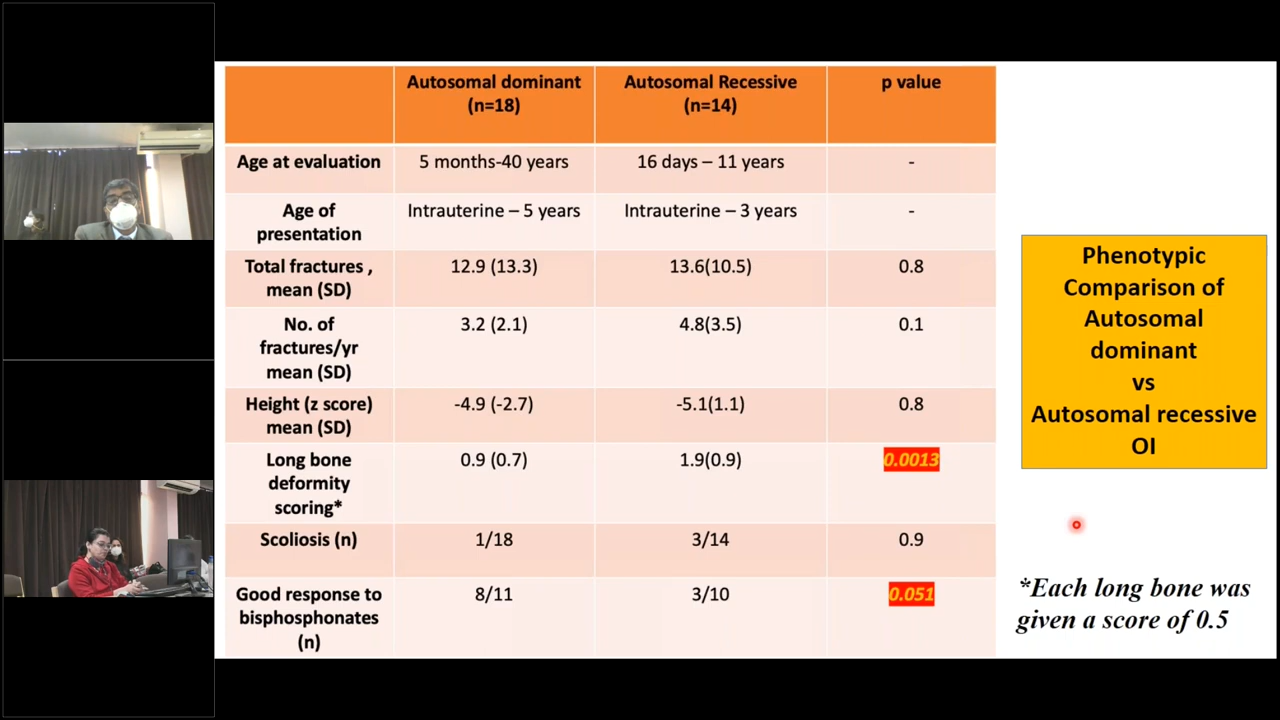 Autosomal dominant
(n=18)
Autosomal Recessive
(n=14)
p value
Age at evaluation
5 months-40 years
16 days – 11 years
-
Age of
presentation
Intrauterine – 5 years
Intrauterine – 3 years
-
Total fractures ,
mean (SD)
12.9 (13.3)
13.6(10.5)
0.8
No. of
fractures/yr
mean (SD)
3.2 (2.1)
4.8(3.5)
0.1
Height (z score)
mean (SD)
-4.9 (-2.7)
-5.1(1.1)
0.8
Long bone
deformity
scoring*
0.9 (0.7)
1.9(0.9)
0.0013
Scoliosis (n)
1/18
3/14
0.9
Good response to
bisphosphonates
(n)
8/11
3/10
0.051
Phenotypic
Comparison of
Autosomal
dominant
vs
Autosomal recessive
OI
*Each long bone was
given a score of 0.5